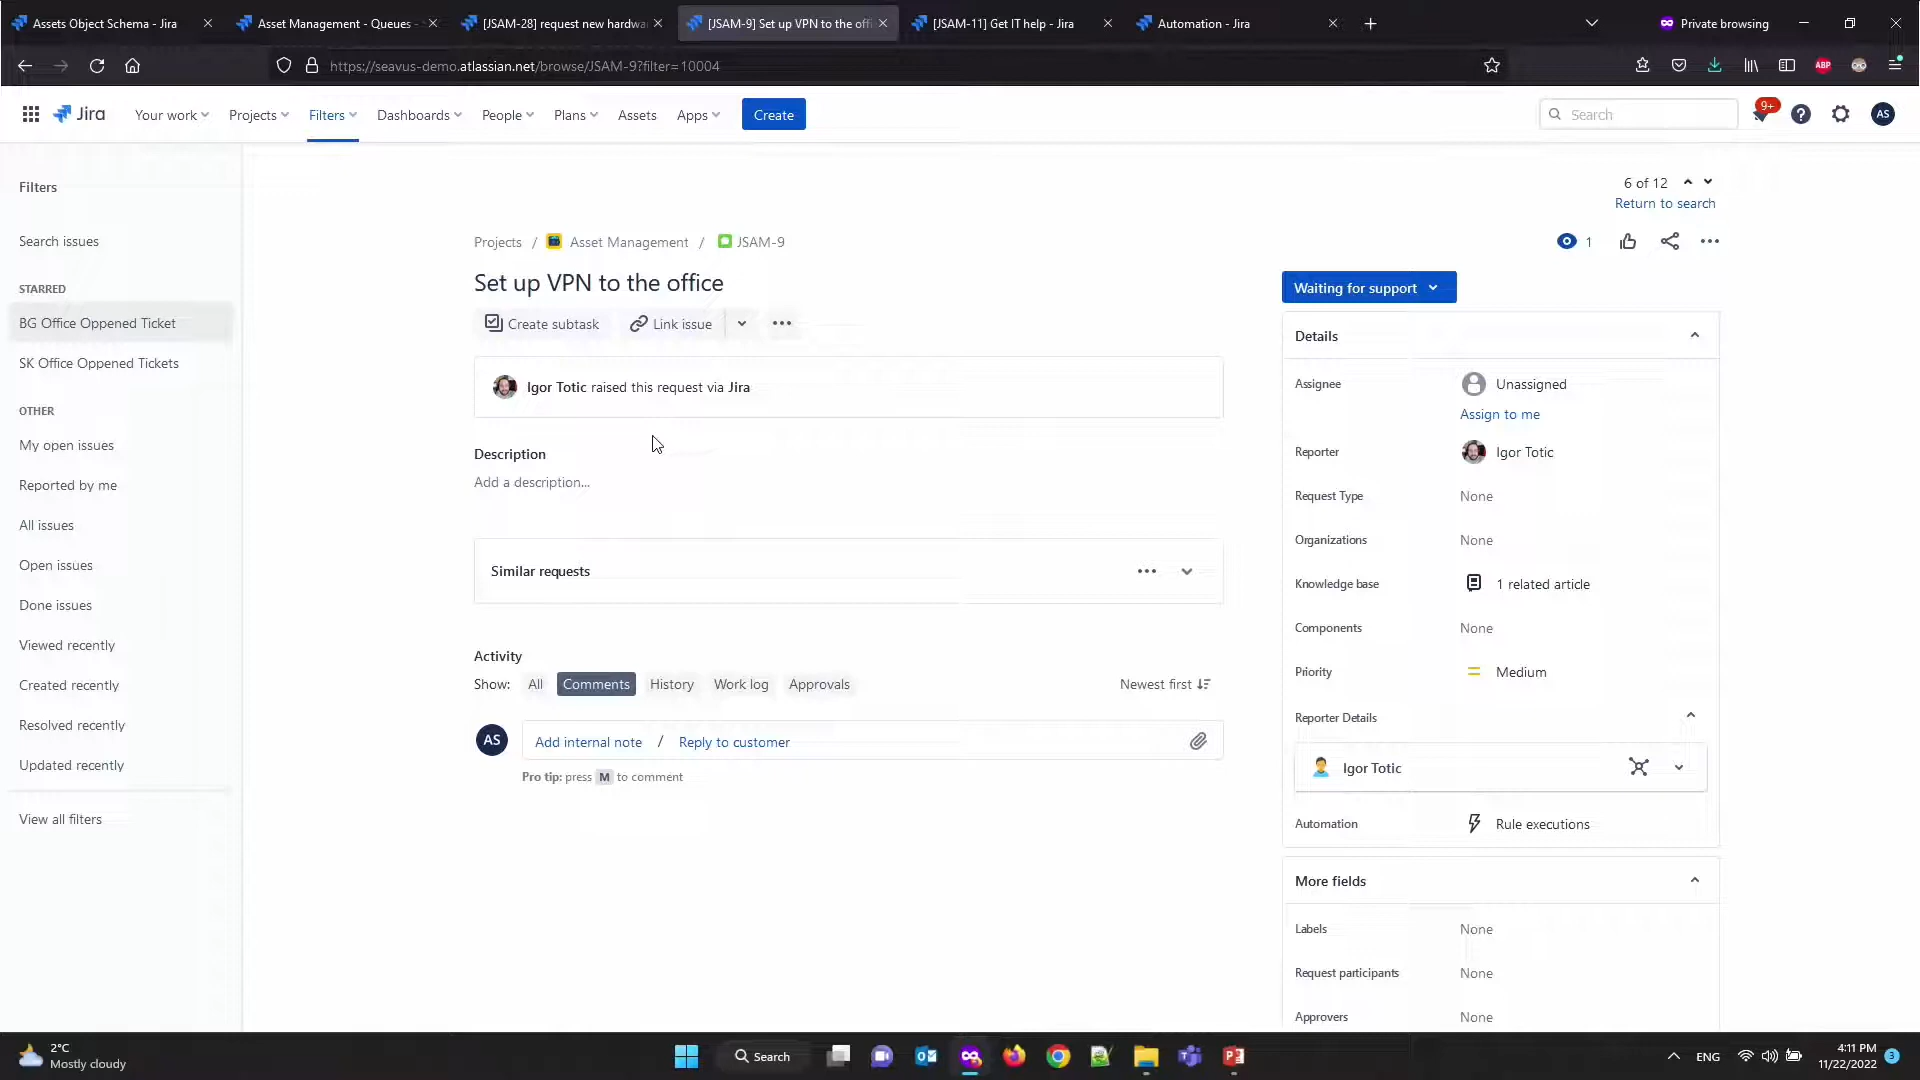 Assets Object Schema - Jira
Asset Management - Queues -
[JSAM-28] request new hardwa
[JSAM-9] Set up VPN to the offi
[JSAM-11] Get IT help - Jira
Automation - Jira
Private browsing
https://seavus-demo.atlassian.net/browse/JSAM-9?filter=10004
ABP
Jira
Your work
Projects
Filters
Dashboards
People
Plans
Assets
Apps
Create
Search
9+
AS
Filters
Search issues
STARRED
BG Office Oppened Ticket
SK Office Oppened Tickets
OTHER
My open issues
Reported by me
All issues
Open issues
Done issues
Viewed recently
Created recently
Resolved recently
Updated recently
View all filters
6 of 12
Return to search
Projects / Asset Management / JSAM-9
1
Set up VPN to the office
Create subtask
Link issue
Igor Totic raised this request via Jira
Description
Add a description...
Similar requests
Activity
Show: All Comments History Work log Approvals
Newest first
AS
Add internal note / Reply to customer
Pro tip: press M to comment
Waiting for support
Details
Assignee
Unassigned
Assign to me
Reporter
Igor Totic
Request Type
None
Organizations
None
Knowledge base
1 related article
Components
None
Priority
Medium
Reporter Details
Igor Totic
Automation
Rule executions
More fields
Labels
None
Request participants
None
Approvers
None
2°C
Mostly cloudy
Search
ENG
4:11 PM
11/22/2022
3